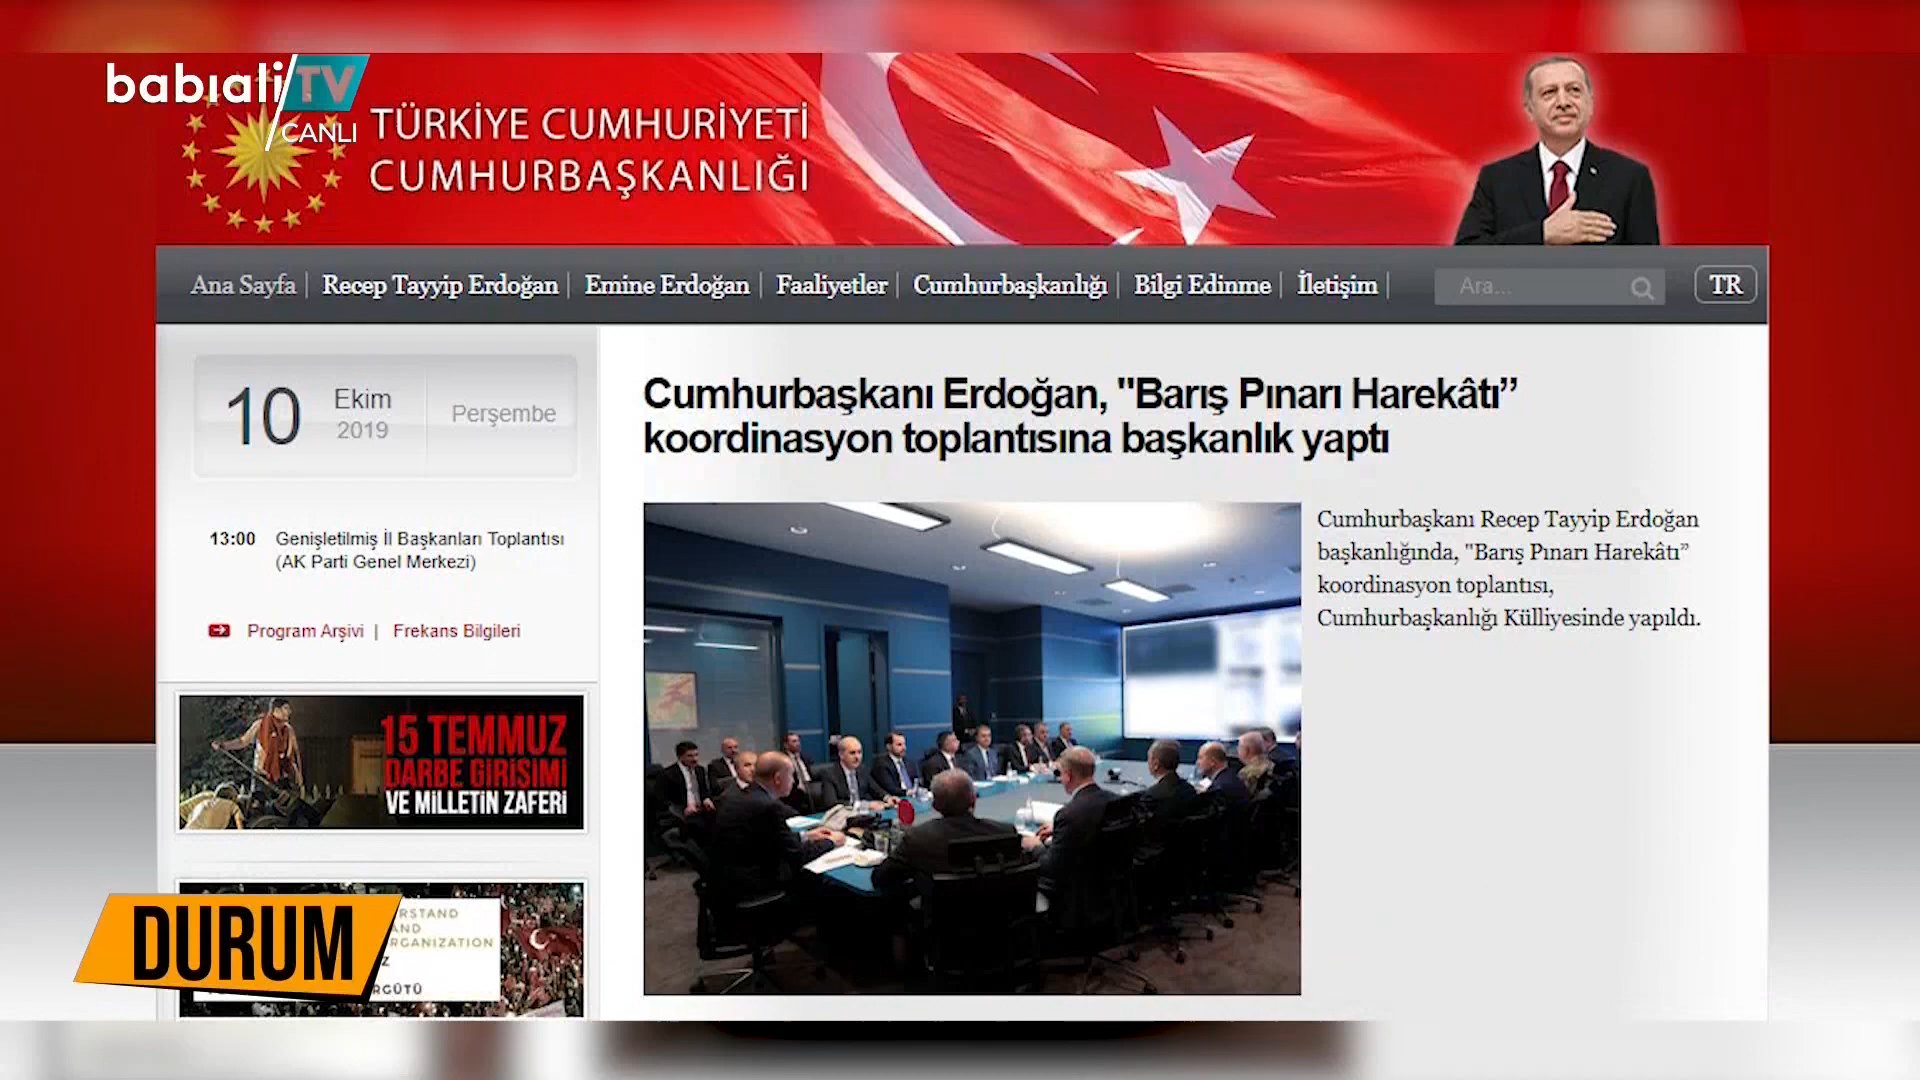 babıali TV
CANLI
TÜRKİYE CUMHURİYETİ
CUMHURBAŞKANLIĞI
Ana Sayfa | Recep Tayyip Erdoğan | Emine Erdoğan | Faaliyetler | Cumhurbaşkanlığı | Bilgi Edinme | İletişim | Ara... TR
10 Ekim
2019
Perşembe
13:00 Genişletilmiş İl Başkanları Toplantısı
(AK Parti Genel Merkezi)
Program Arşivi | Frekans Bilgileri
15 TEMMUZ
DARBE GİRİŞİMİ
VE MİLLETİN ZAFERİ
DURUM
Cumhurbaşkanı Erdoğan, "Barış Pınarı Harekâtı”
koordinasyon toplantısına başkanlık yaptı
Cumhurbaşkanı Recep Tayyip Erdoğan
başkanlığında, "Barış Pınarı Harekâtı”
koordinasyon toplantısı,
Cumhurbaşkanlığı Külliyesinde yapıldı.